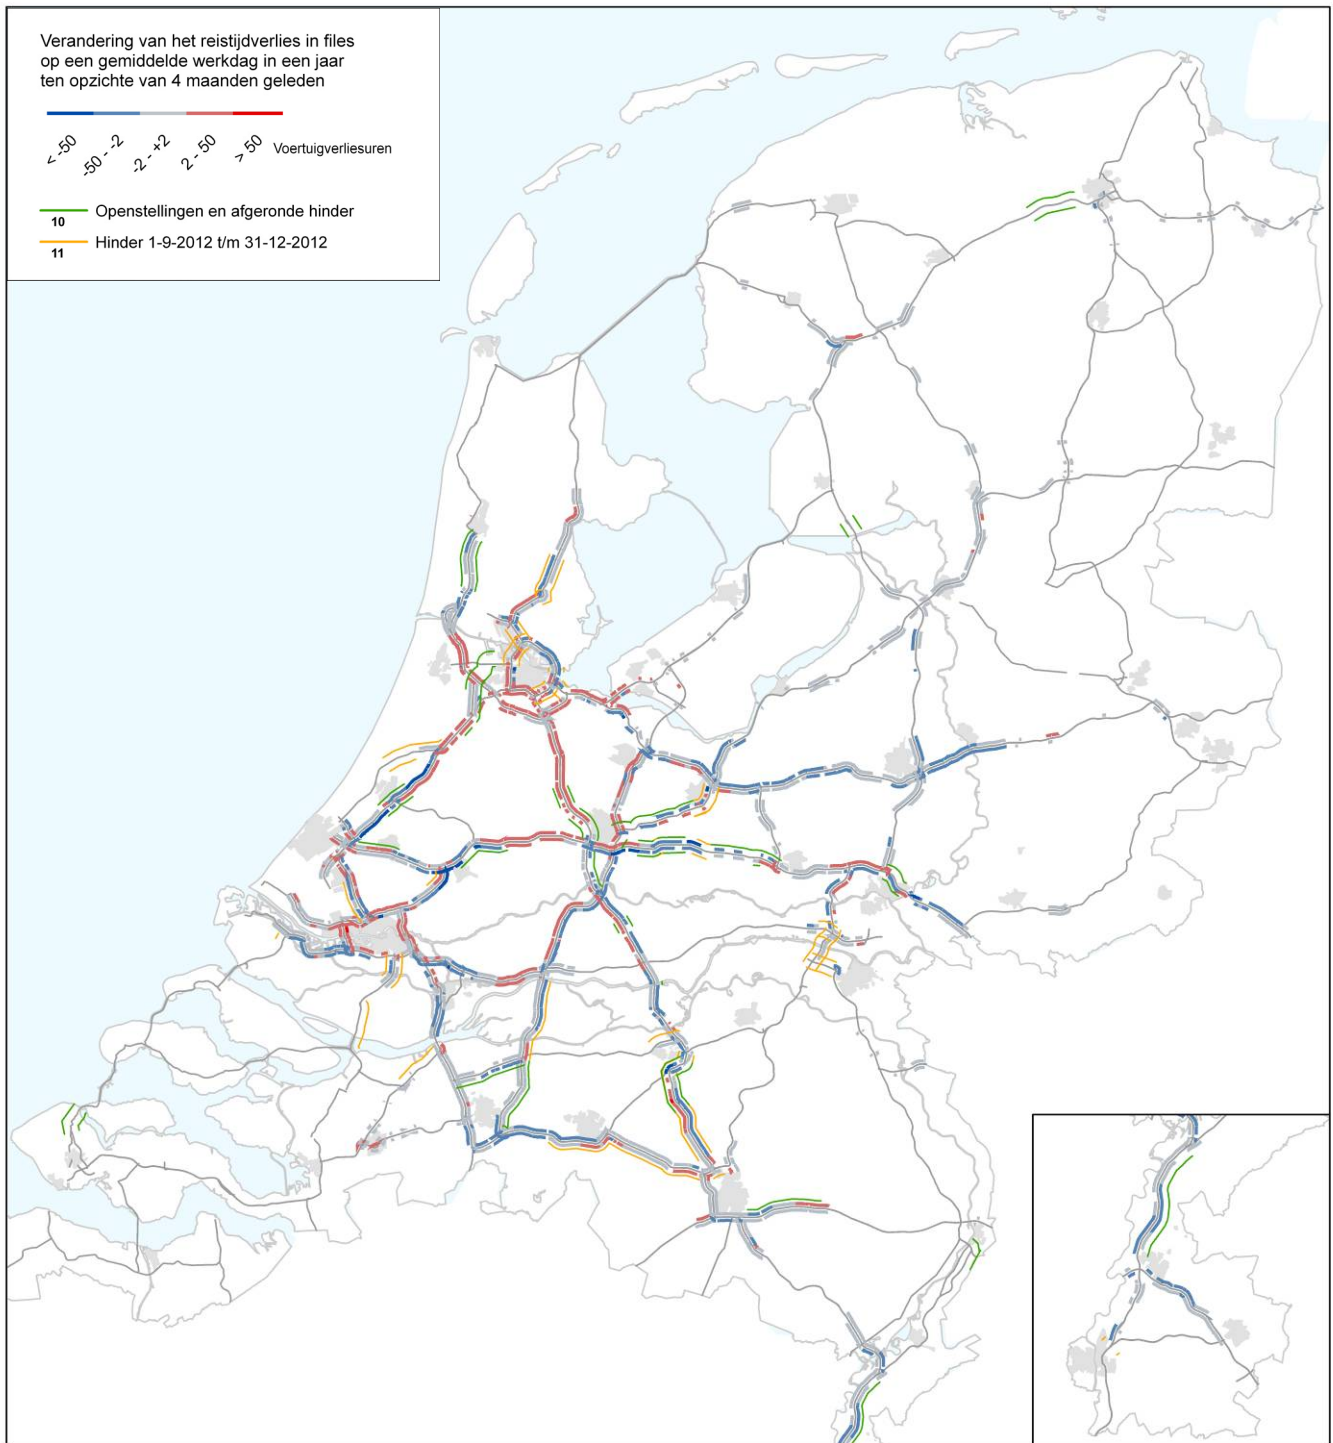 Verandering van het reistijdverlies in files
op een gemiddelde werkdag in een jaar
ten opzichte van 4 maanden geleden
< -50
-50 - -2
-2 - +2
2 - 50
> 50
Voertuigverliesuren
10 Openstellingen en afgeronde hinder
11 Hinder 1-9-2012 t/m 31-12-2012